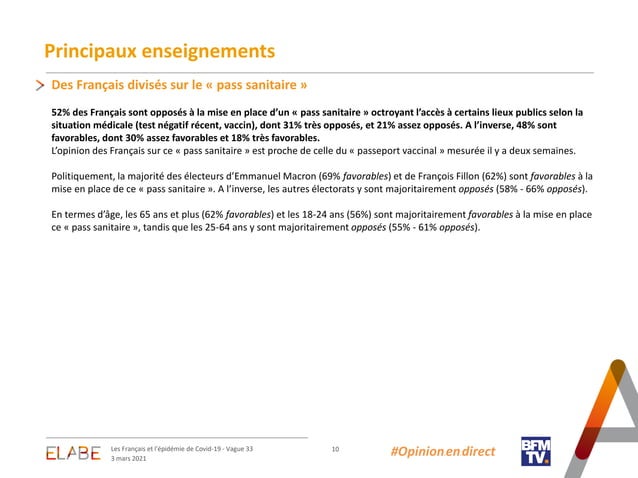 Principaux enseignements
Des Français divisés sur le « pass sanitaire »
52% des Français sont opposés à la mise en place d’un « pass sanitaire » octroyant l’accès à certains lieux publics selon la
situation médicale (test négatif récent, vaccin), dont 31% très opposés, et 21% assez opposés. A l’inverse, 48% sont
favorables, dont 30% assez favorables et 18% très favorables.
L’opinion des Français sur ce « pass sanitaire » est proche de celle du « passeport vaccinal » mesurée il y a deux semaines.
Politiquement, la majorité des électeurs d’Emmanuel Macron (69% favorables) et de François Fillon (62%) sont favorables à la
mise en place de ce « pass sanitaire ». A l’inverse, les autres électorats y sont majoritairement opposés (58% - 66% opposés).
En termes d’âge, les 65 ans et plus (62% favorables) et les 18-24 ans (56%) sont majoritairement favorables à la mise en place
ce « pass sanitaire », tandis que les 25-64 ans y sont majoritairement opposés (55% - 61% opposés).
ELABE
Les Français et l'épidémie de Covid-19 - Vague 33
3 mars 2021
10
#Opinion en direct
BFM
TV.